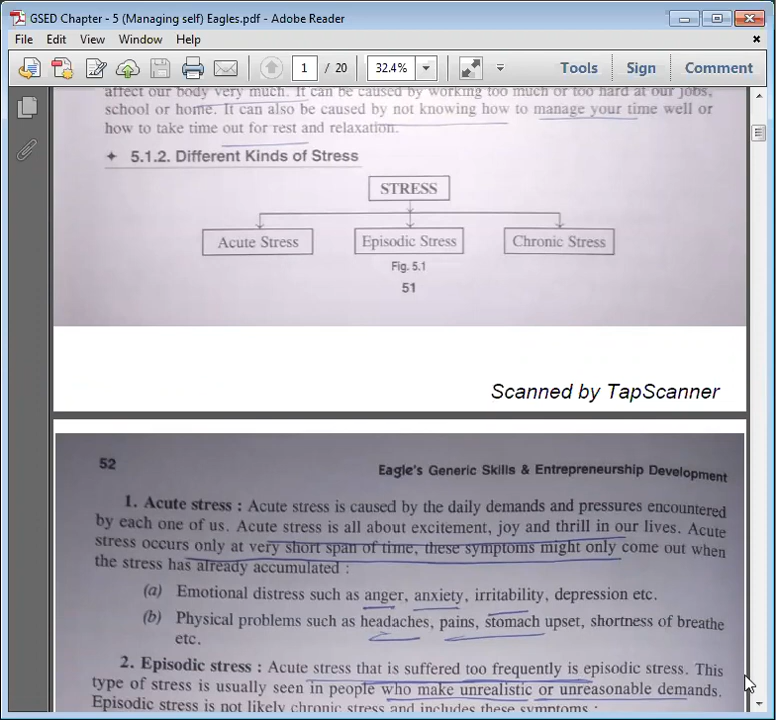 GSED Chapter - 5 (Managing self) Eagles.pdf - Adobe Reader
File Edit View Window Help
1 / 20 32.4% Tools Sign Comment
affect our body very much. It can be caused by working too much or too hard at our jobs,
school or home. It can also be caused by not knowing how to manage your time well or
how to take time out for rest and relaxation.
5.1.2. Different Kinds of Stress
STRESS
Acute Stress Episodic Stress Chronic Stress
Fig. 5.1
51
Scanned by TapScanner
52 Eagle's Generic Skills & Entrepreneurship Development
1. Acute stress : Acute stress is caused by the daily demands and pressures encountered
by each one of us. Acute stress is all about excitement, joy and thrill in our lives. Acute
stress occurs only at very short span of time, these symptoms might only come out when
the stress has already accumulated :
(a) Emotional distress such as anger, anxiety, irritability, depression etc.
(b) Physical problems such as headaches, pains, stomach upset, shortness of breathe
etc.
2. Episodic stress : Acute stress that is suffered too frequently is episodic stress. This
type of stress is usually seen in people who make unrealistic or unreasonable demands.
Episodic stress is not likely chronic stress and includes these symptoms :